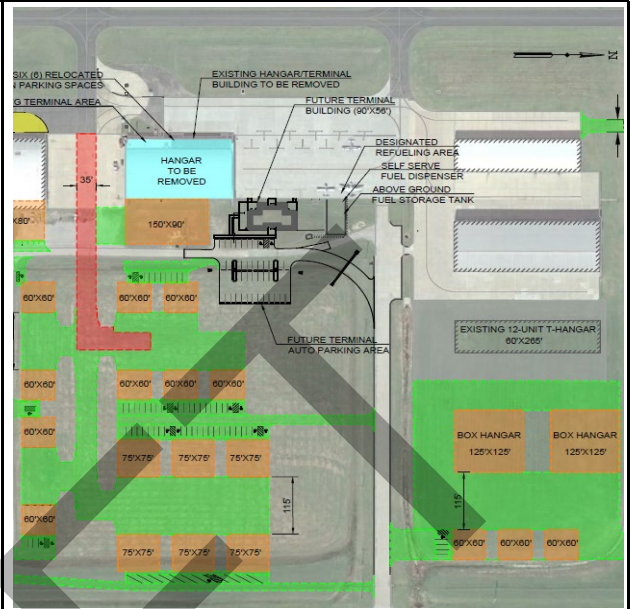 SIX (6) RELOCATED
PARKING SPACES
TERMINAL AREA
EXISTING HANGAR/TERMINAL
BUILDING TO BE REMOVED
FUTURE TERMINAL
BUILDING (90'X56')
N
DESIGNATED
REFUELING AREA
SELF SERVE
FUEL DISPENSER
ABOVE GROUND
FUEL STORAGE TANK
HANGAR
TO BE
REMOVED
35'
X80'
150'X90'
60'X60'
60'X60'
60'X60'
EXISTING 12-UNIT T-HANGAR
60'X265'
FUTURE TERMINAL
AUTO PARKING AREA
60'X60'
60'X60'
60'X60'
60'X60'
60'X60'
75'X75'
75'X75'
75'X75'
BOX HANGAR
125'X125'
BOX HANGAR
125'X125'
115'
115'
60'X60'
75'X75'
75'X75'
75'X75'
60'X60'
60'X60'
60'X60'